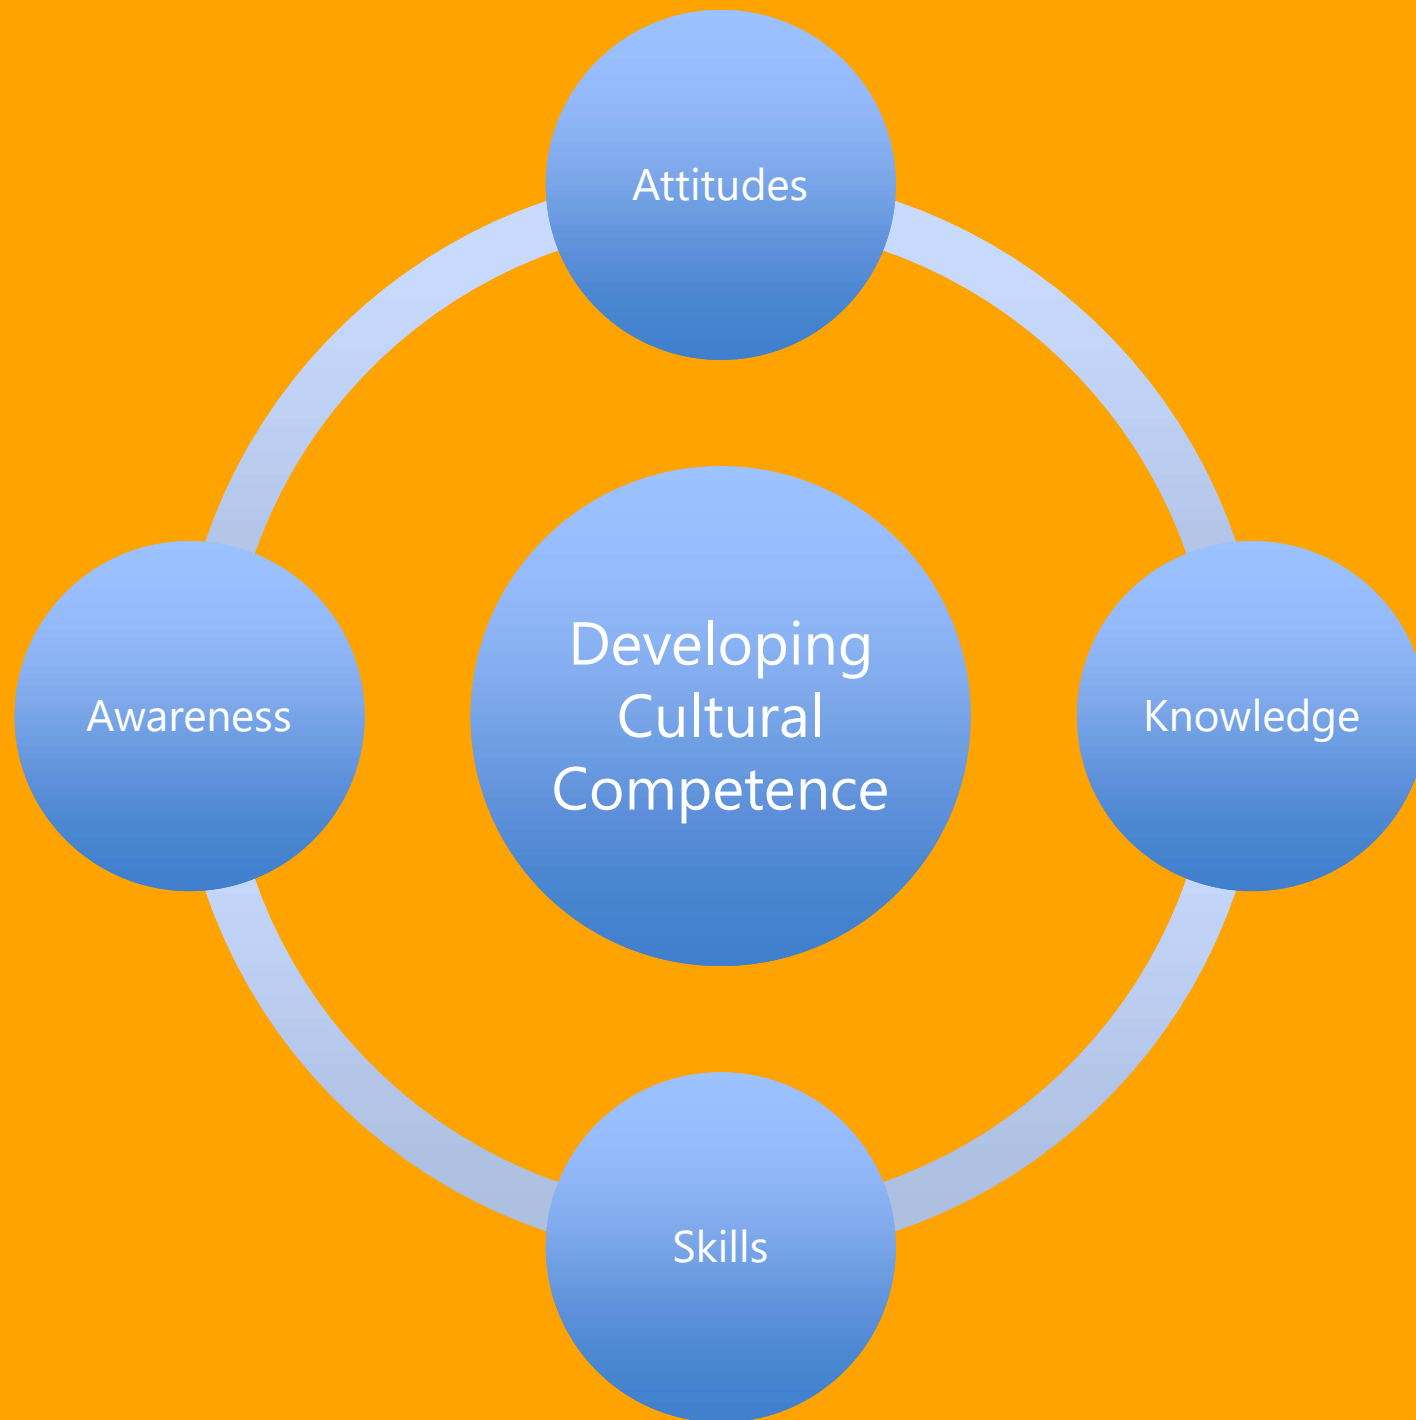 Attitudes
Awareness
Developing
Cultural
Competence
Knowledge
Skills